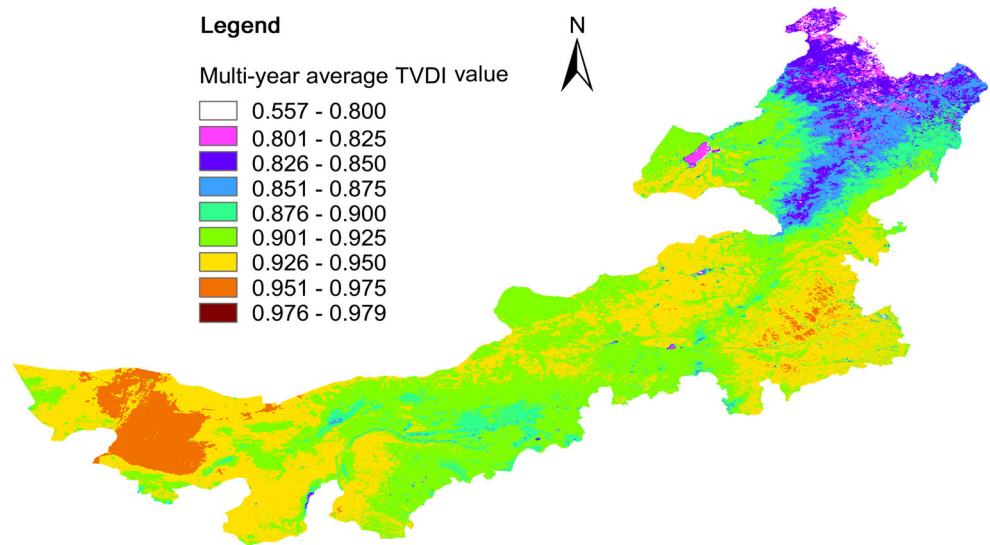 Legend
N
Multi-year average TVDI value
0.557 - 0.800
0.801 - 0.825
0.826 - 0.850
0.851 - 0.875
0.876 - 0.900
0.901 - 0.925
0.926 - 0.950
0.951 - 0.975
0.976 - 0.979